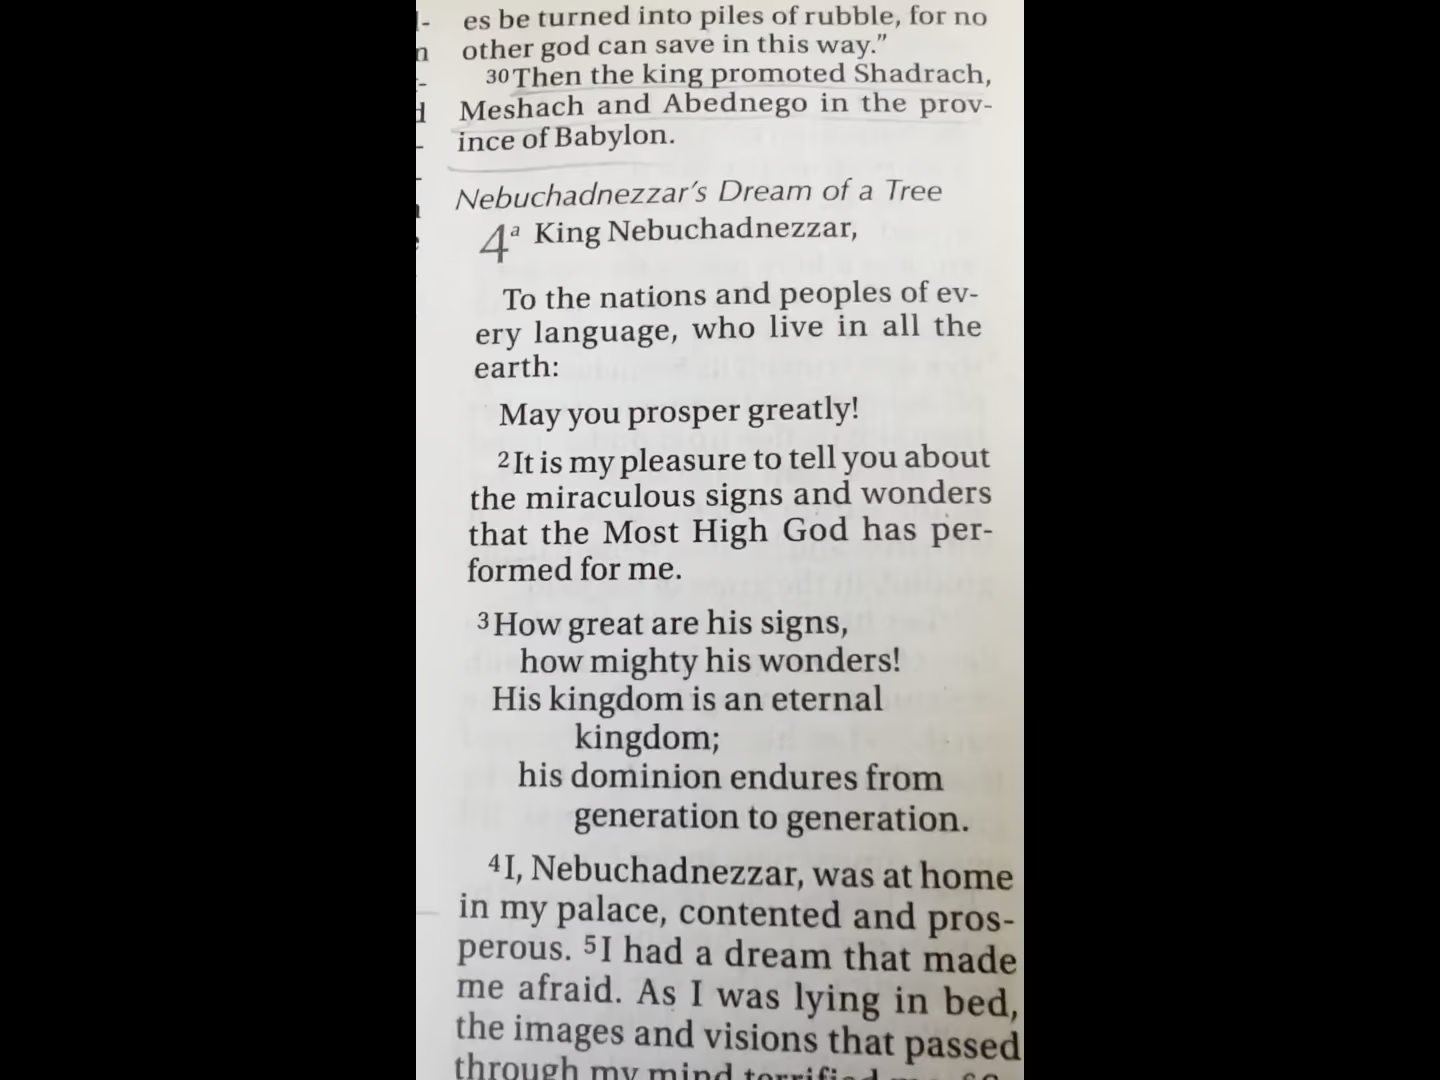 es be turned into piles of rubble, for no
other god can save in this way.”
30Then the king promoted Shadrach,
Meshach and Abednego in the prov-
ince of Babylon.
Nebuchadnezzar’s Dream of a Tree
4a King Nebuchadnezzar,
To the nations and peoples of ev-
ery language, who live in all the
earth:
May you prosper greatly!
2It is my pleasure to tell you about
the miraculous signs and wonders
that the Most High God has per-
formed for me.
3How great are his signs,
how mighty his wonders!
His kingdom is an eternal
kingdom;
his dominion endures from
generation to generation.
4I, Nebuchadnezzar, was at home
in my palace, contented and pros-
perous. 5I had a dream that made
me afraid. As I was lying in bed,
the images and visions that passed
through my mind terrified